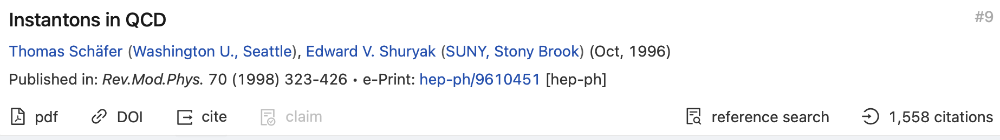 Instantons in QCD #9
Thomas Schäfer (Washington U., Seattle), Edward V. Shuryak (SUNY, Stony Brook) (Oct, 1996)
Published in: Rev.Mod.Phys. 70 (1998) 323-426 • e-Print: hep-ph/9610451 [hep-ph]
pdf DOI cite claim reference search 1,558 citations